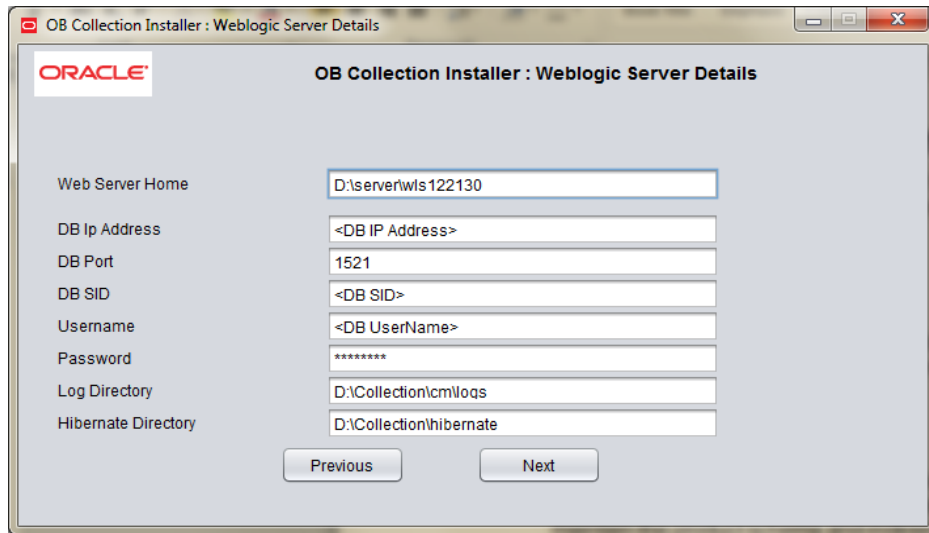 OB Collection Installer : Weblogic Server Details
ORACLE
OB Collection Installer : Weblogic Server Details
Web Server Home D:\server\wls122130
DB Ip Address <DB IP Address>
DB Port 1521
DB SID <DB SID>
Username <DB UserName>
Password ********
Log Directory D:\Collection\cm\logs
Hibernate Directory D:\Collection\hibernate
Previous Next